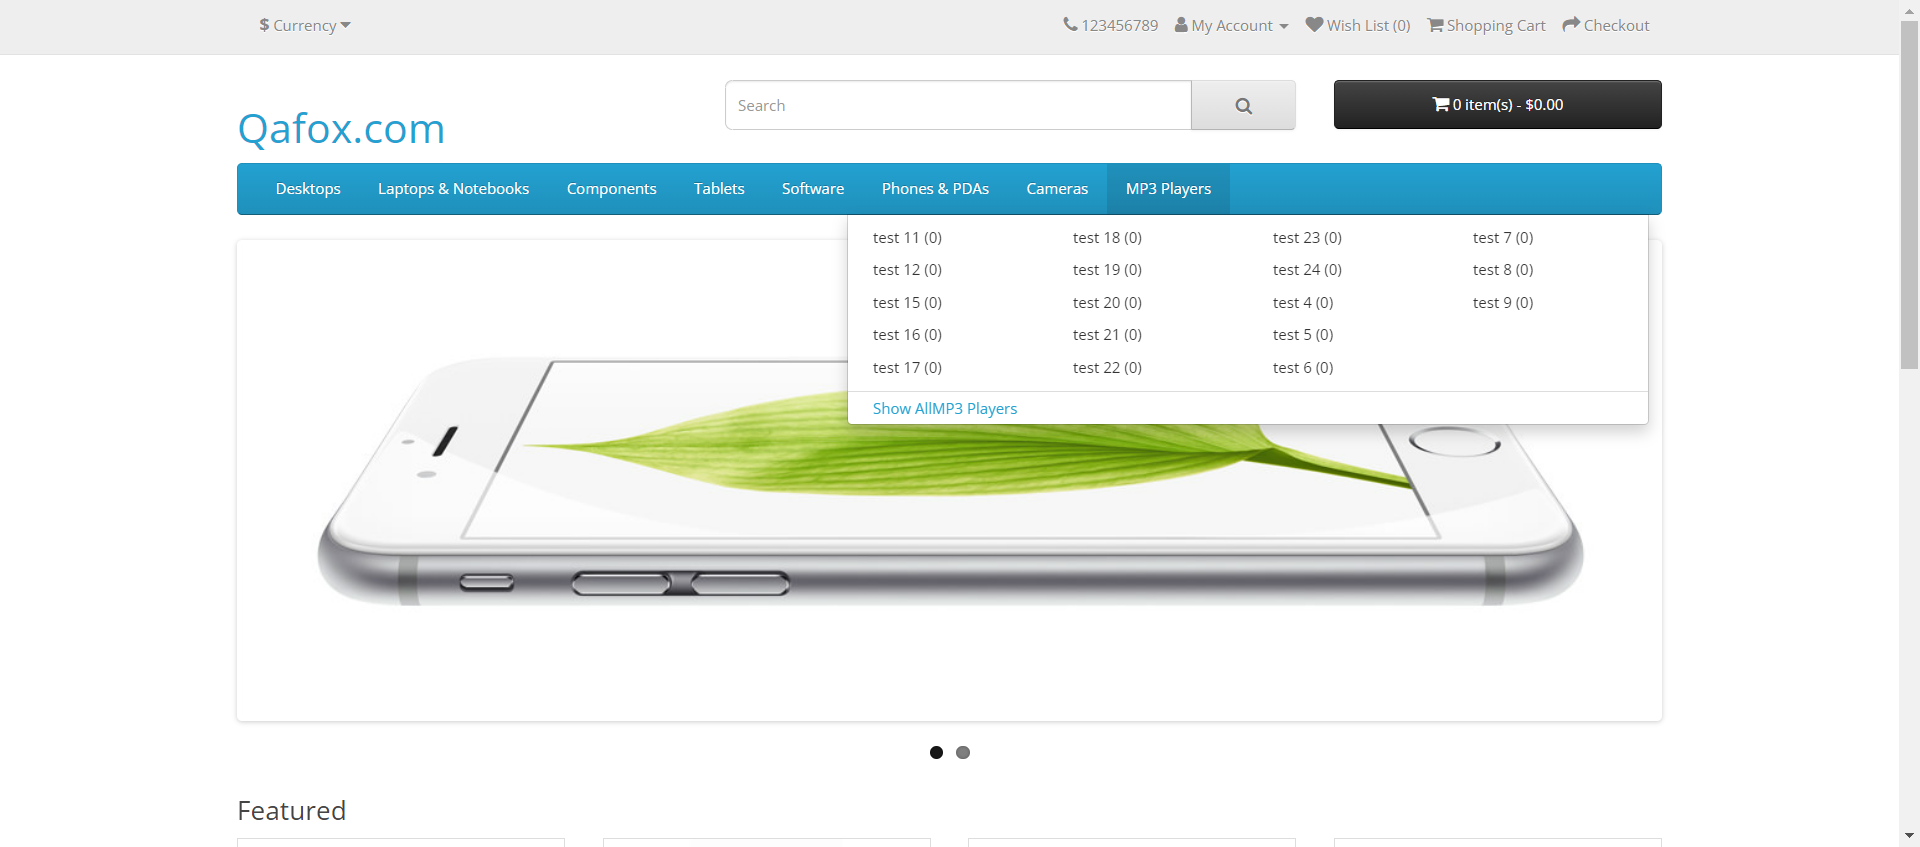 $ Currency
123456789 My Account Wish List (0) Shopping Cart Checkout
Qafox.com
Search
0 item(s) - $0.00
Desktops Laptops & Notebooks Components Tablets Software Phones & PDAs Cameras MP3 Players
test 11 (0) test 18 (0) test 23 (0) test 7 (0)
test 12 (0) test 19 (0) test 24 (0) test 8 (0)
test 15 (0) test 20 (0) test 4 (0) test 9 (0)
test 16 (0) test 21 (0) test 5 (0)
test 17 (0) test 22 (0) test 6 (0)
Show AllMP3 Players
Featured